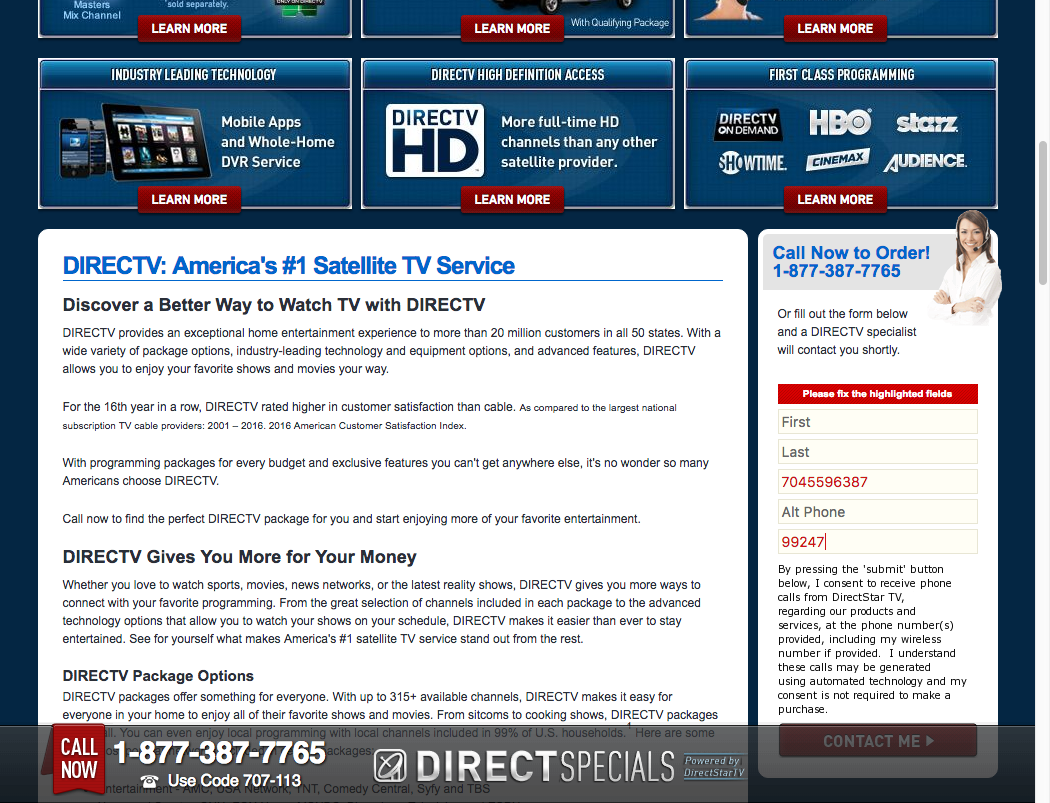 Masters
Mix Channel
*sold separately.
ONLY ON DIRECTV
LEARN MORE
With Qualifying Package
LEARN MORE
LEARN MORE
INDUSTRY LEADING TECHNOLOGY
Mobile Apps
and Whole-Home
DVR Service
LEARN MORE
DIRECTV HIGH DEFINITION ACCESS
DIRECTV
HD
More full-time HD
channels than any other
satellite provider.
LEARN MORE
FIRST CLASS PROGRAMMING
DIRECTV
ON DEMAND
HBO®
starz
SHOWTIME.
CINEMAX
AUDIENCE.
LEARN MORE
DIRECTV: America's #1 Satellite TV Service
Discover a Better Way to Watch TV with DIRECTV
DIRECTV provides an exceptional home entertainment experience to more than 20 million customers in all 50 states. With a
wide variety of package options, industry-leading technology and equipment options, and advanced features, DIRECTV
allows you to enjoy your favorite shows and movies your way.
For the 16th year in a row, DIRECTV rated higher in customer satisfaction than cable. As compared to the largest national
subscription TV cable providers: 2001 – 2016. 2016 American Customer Satisfaction Index.
With programming packages for every budget and exclusive features you can't get anywhere else, it's no wonder so many
Americans choose DIRECTV.
Call now to find the perfect DIRECTV package for you and start enjoying more of your favorite entertainment.
DIRECTV Gives You More for Your Money
Whether you love to watch sports, movies, news networks, or the latest reality shows, DIRECTV gives you more ways to
connect with your favorite programming. From the great selection of channels included in each package to the advanced
technology options that allow you to watch your shows on your schedule, DIRECTV makes it easier than ever to stay
entertained. See for yourself what makes America's #1 satellite TV service stand out from the rest.
DIRECTV Package Options
DIRECTV packages offer something for everyone. With up to 315+ available channels, DIRECTV makes it easy for
everyone in your home to enjoy all of their favorite shows and movies. From sitcoms to cooking shows, DIRECTV packages
all. You can even enjoy local programming with local channels included in 99% of U.S. households. Here are some
packages:
Entertainment - AMC, USA Network, TNT, Comedy Central, Syfy and TBS
Call Now to Order!
1-877-387-7765
Or fill out the form below
and a DIRECTV specialist
will contact you shortly.
Please fix the highlighted fields
First
Last
7045596387
Alt Phone
99247
By pressing the 'submit' button
below, I consent to receive phone
calls from DirectStar TV,
regarding our products and
services, at the phone number(s)
provided, including my wireless
number if provided. I understand
these calls may be generated
using automated technology and my
consent is not required to make a
purchase.
CONTACT ME
CALL
NOW
1-877-387-7765
Use Code 707-113
DIRECTSPECIALS
Powered by
DirectStarTV